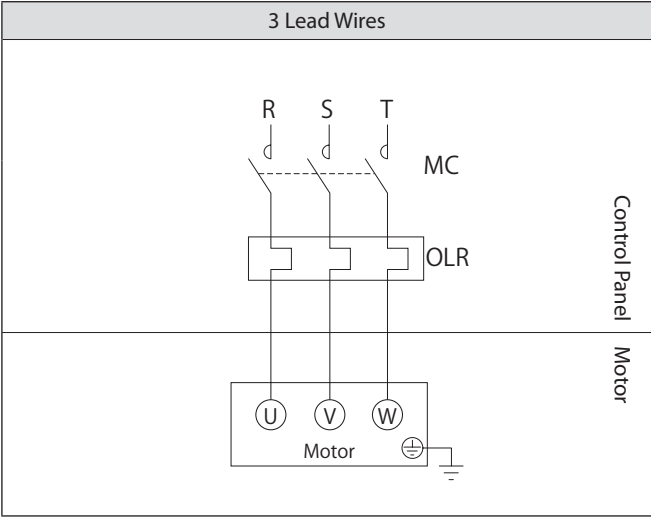 3 Lead Wires
R S T
MC
OLR
Control Panel
Motor
U V W
Motor